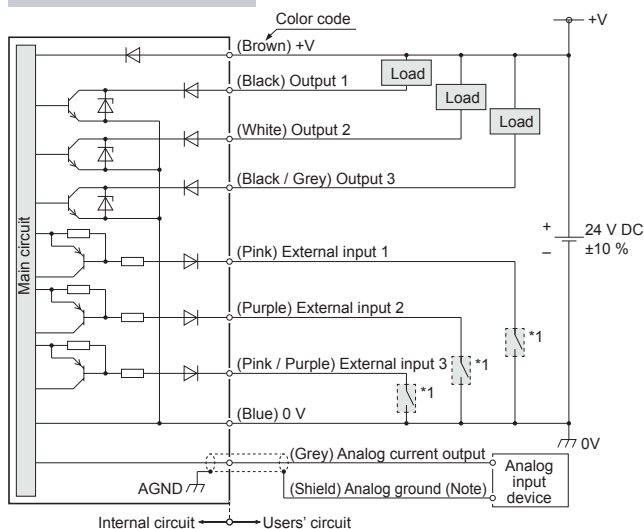 Color code
+V
(Brown) +V
(Black) Output 1
Load
(White) Output 2
Load
(Black / Grey) Output 3
Load
Main circuit
(Pink) External input 1
+
–
24 V DC
±10 %
(Purple) External input 2
*1
(Pink / Purple) External input 3
*1
*1
(Blue) 0 V
0V
(Grey) Analog current output
AGND
(Shield) Analog ground (Note)
Analog
input
device
Internal circuit
Users' circuit